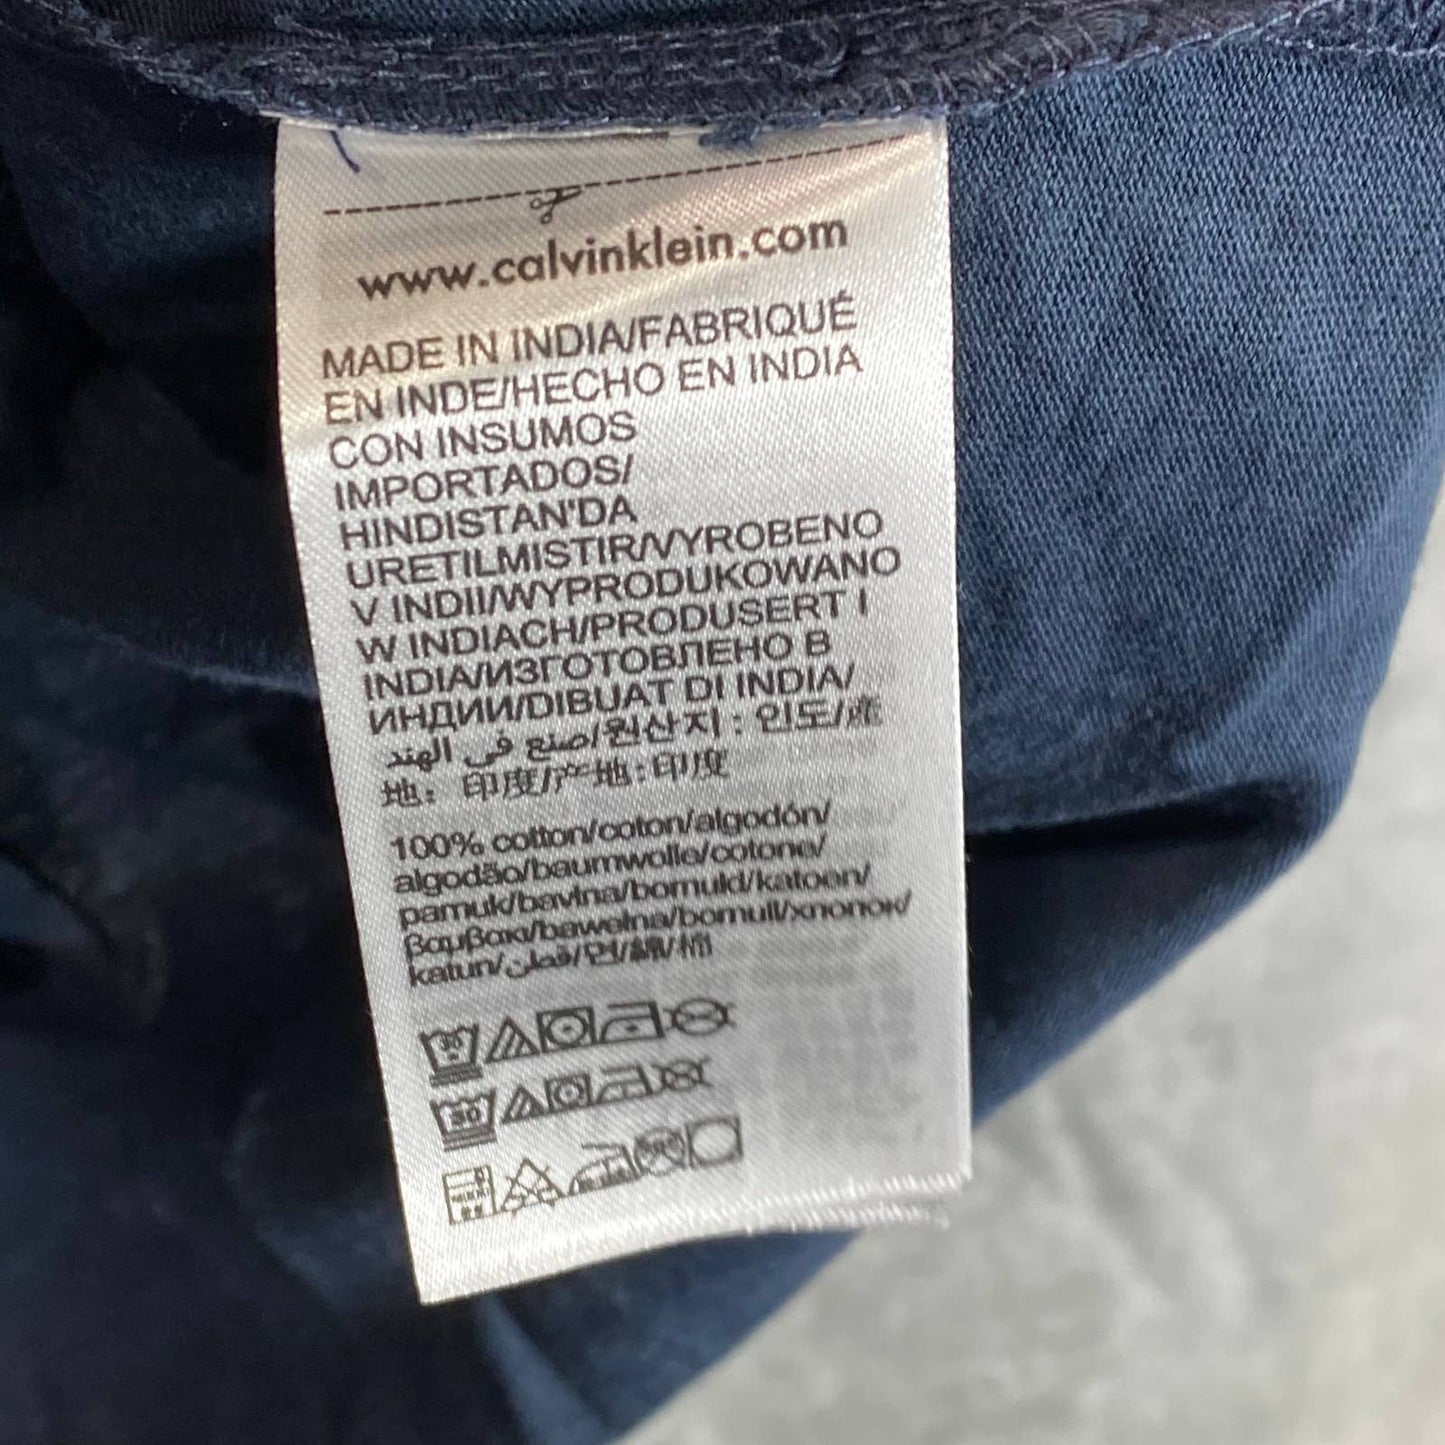 www.calvinklein.com
MADE IN INDIA/FABRIQUÉ
EN INDE/HECHO EN INDIA
CON INSUMOS
IMPORTADOS/
HINDISTAN'DA
URETILMISTIR/VYROBENO
V INDII/WYPRODUKOWANO
W INDIACH/PRODUSERT I
INDIA/ИЗГОТОВЛЕНО В
ИНДИИ/DIBUAT DI INDIA/
صنع في الهند/원산지 : 인도/產
地：印度/产地:印度
100% cotton/coton/algodón/
algodão/baumwolle/cotone/
pamuk/bavlna/bomuld/katoen/
βαμβακι/bawełna/bomull/хлопок/
katun/قطن/면/綿/棉
30
30